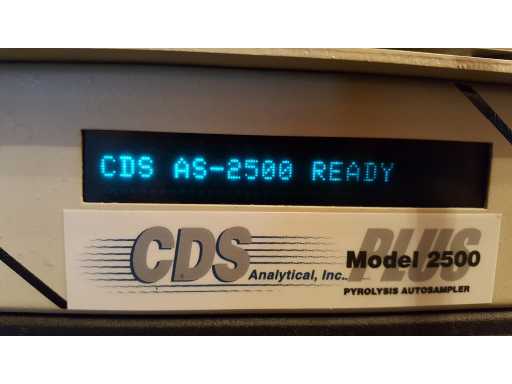 CDS AS-2500 READY
CDS Analytical, Inc.. PLUS
Model 2500
PYROLYSIS AUTOSAMPLER